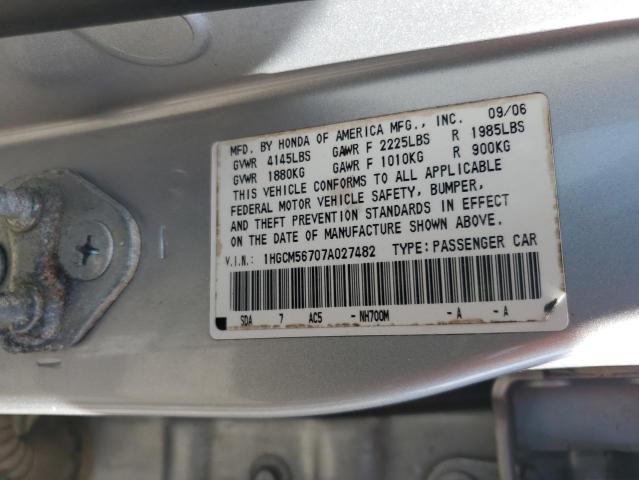 MFD. BY HONDA OF AMERICA MFG., INC. 09/06
GVWR 4145LBS GAWR F 2225LBS R 1985LBS
GVWR 1880KG GAWR F 1010KG R 900KG
THIS VEHICLE CONFORMS TO ALL APPLICABLE
FEDERAL MOTOR VEHICLE SAFETY, BUMPER,
AND THEFT PREVENTION STANDARDS IN EFFECT
ON THE DATE OF MANUFACTURE SHOWN ABOVE.
V.I.N.: 1HGCM56707A027482 TYPE: PASSENGER CAR
SDA 7 AC5 -NH700M -A -A